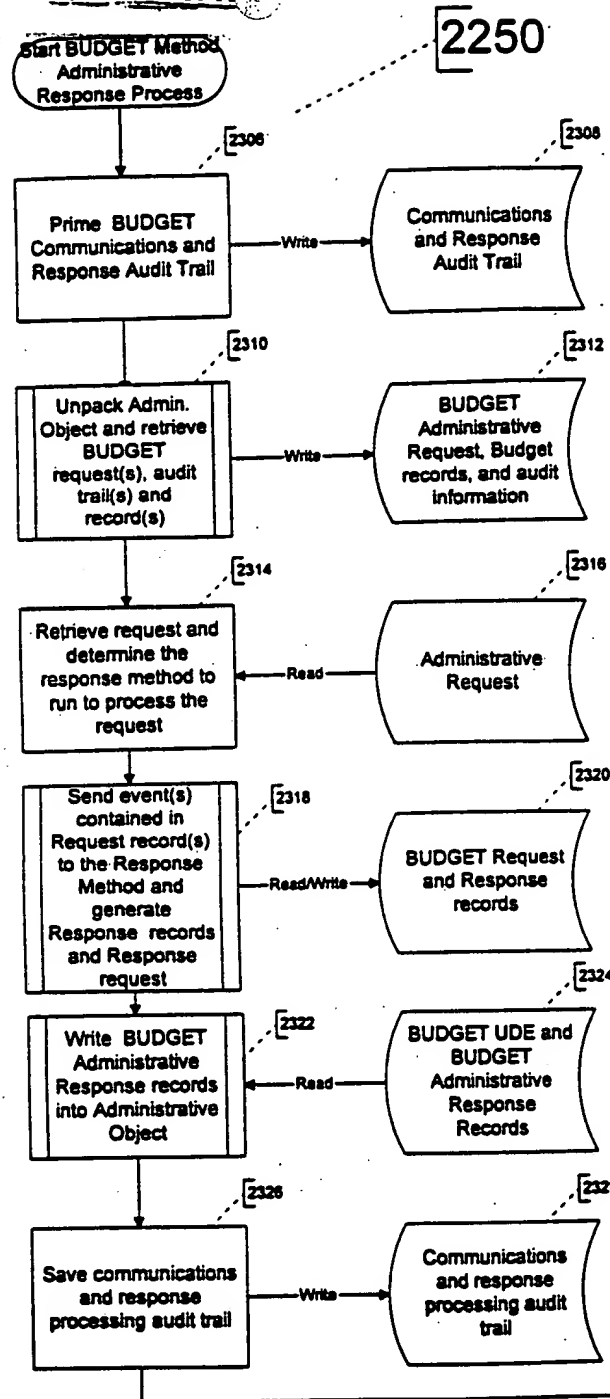 2250
Start BUDGET Method
Administrative
Response Process
2306
2308
Prime BUDGET
Communications and
Response Audit Trail
Write
Communications
and Response
Audit Trail
2310
2312
Unpack Admin.
Object and retrieve
BUDGET
request(s), audit
trail(s) and
record(s)
Write
BUDGET
Administrative
Request, Budget
records, and audit
information
2314
2316
Retrieve request and
determine the
response method to
run to process the
request
Read
Administrative
Request
2318
2320
Send event(s)
contained in
Request record(s)
to the Response
Method and
generate
Response records
and Response
request
Read/Write
BUDGET Request
and Response
records
2322
2324
Write BUDGET
Administrative
Response records
into Administrative
Object
Read
BUDGET UDE and
BUDGET
Administrative
Response
Records
2326
232
Save communications
and response
processing audit trail
Write
Communications
and response
processing audit
trail